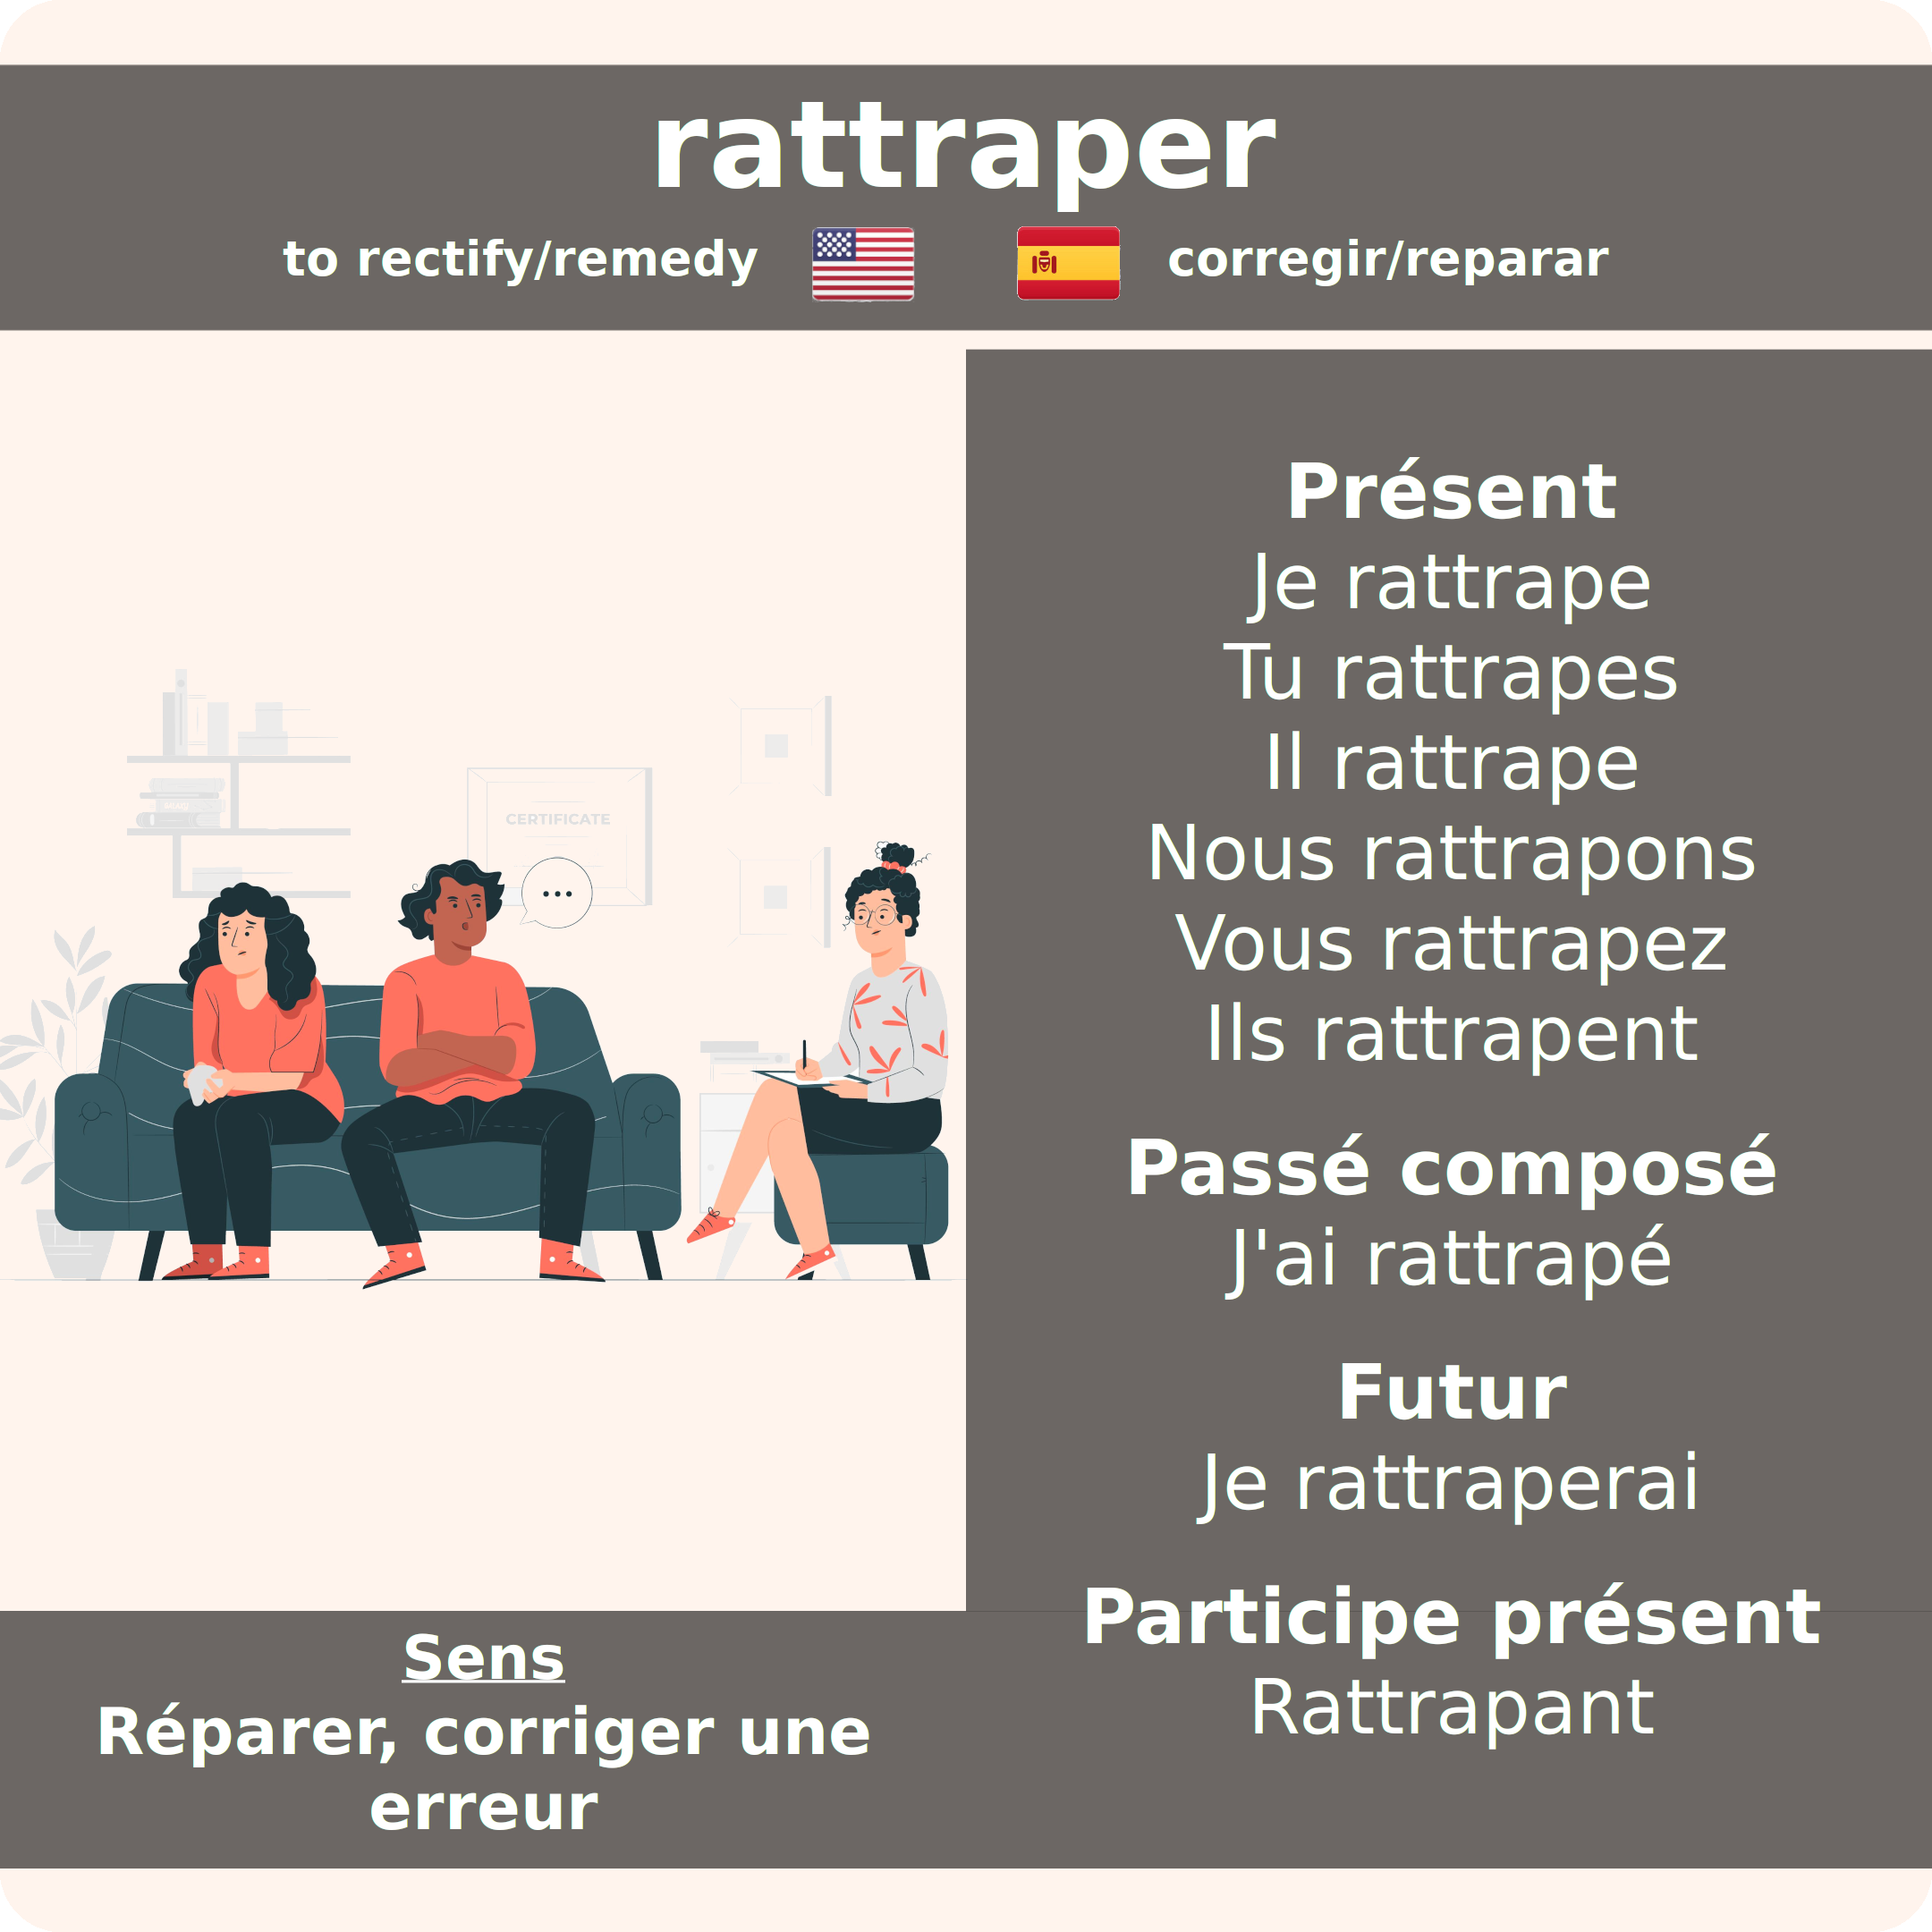 rattraper
to rectify/remedy
corregir/reparar
CERTIFICATE
Présent
Je rattrape
Tu rattrapes
Il rattrape
Nous rattrapons
Vous rattrapez
Ils rattrapent
Passé composé
J'ai rattrapé
Futur
Je rattraperai
Participe présent
Rattrapant
Sens
Réparer, corriger une
erreur